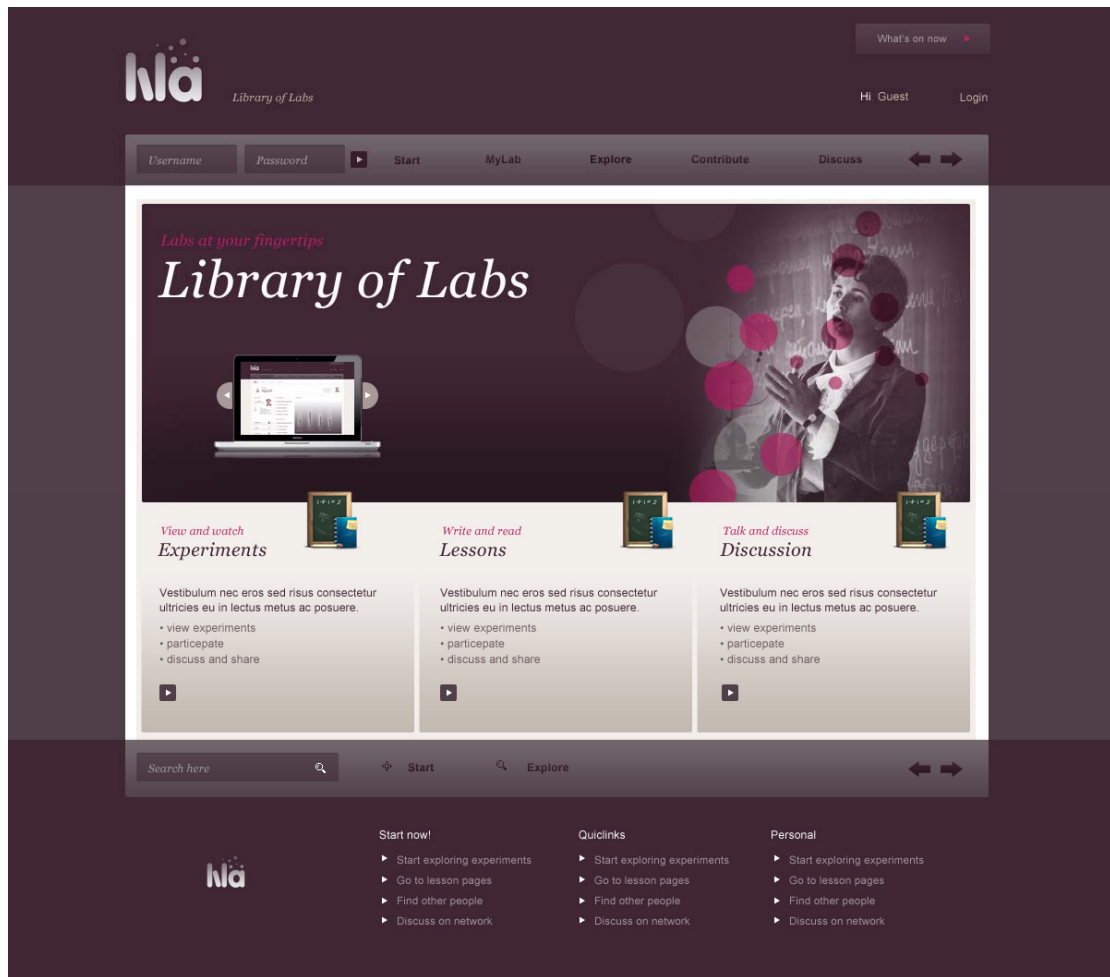 What's on now
hla
Library of Labs
Hi Guest
Login
Username
Password
Start
MyLab
Explore
Contribute
Discuss
Labs at your fingertips
Library of Labs
View and watch
Experiments
Vestibulum nec eros sed risus consectetur
ultricies eu in lectus metus ac posuere.
• view experiments
• particepate
• discuss and share
Write and read
Lessons
Vestibulum nec eros sed risus consectetur
ultricies eu in lectus metus ac posuere.
• view experiments
• particepate
• discuss and share
Talk and discuss
Discussion
Vestibulum nec eros sed risus consectetur
ultricies eu in lectus metus ac posuere.
• view experiments
• particepate
• discuss and share
Search here
Start
Explore
hla
Start now!
Start exploring experiments
Go to lesson pages
Find other people
Discuss on network
Quiclinks
Start exploring experiments
Go to lesson pages
Find other people
Discuss on network
Personal
Start exploring experiments
Go to lesson pages
Find other people
Discuss on network